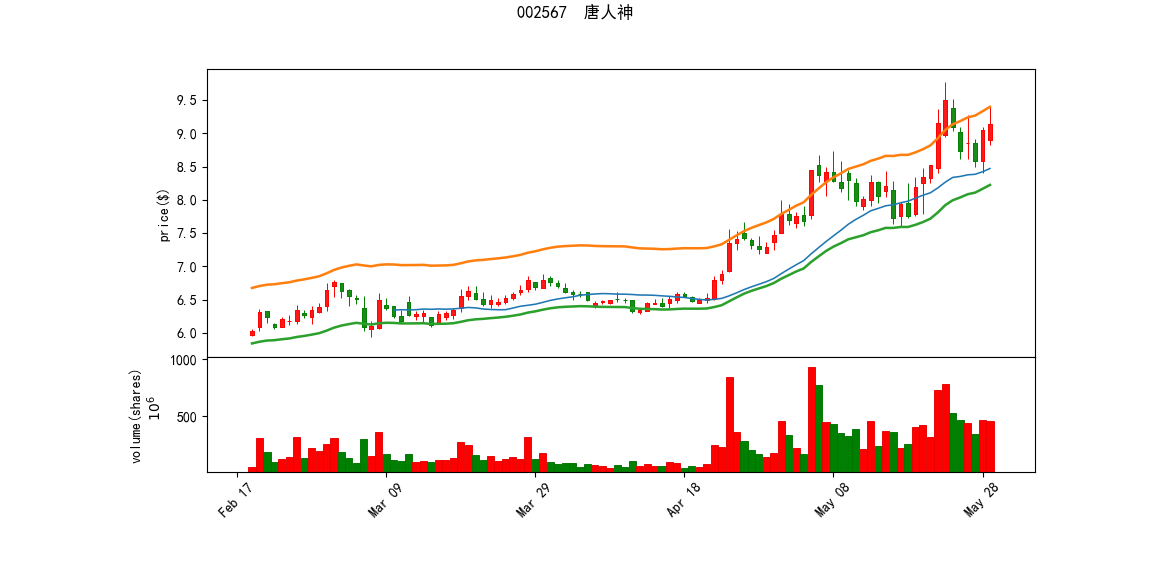 002567 唐人神
price($)
9.5
9.0
8.5
8.0
7.5
7.0
6.5
6.0
volume(shares)
10^6
1000
500
Feb 17
Mar 09
Mar 29
Apr 18
May 08
May 28